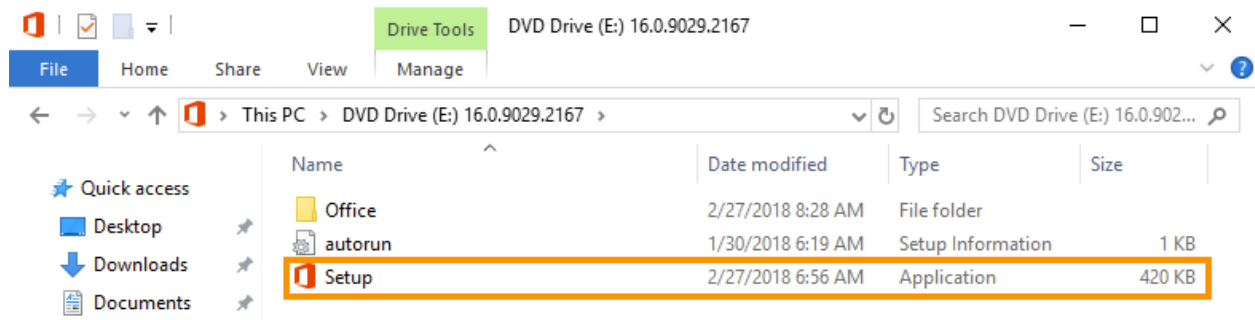 Drive Tools DVD Drive (E:) 16.0.9029.2167
File Home Share View Manage
This PC DVD Drive (E:) 16.0.9029.2167 Search DVD Drive (E:) 16.0.902...
Name Date modified Type Size
Quick access
Office 2/27/2018 8:28 AM File folder
Desktop
autorun 1/30/2018 6:19 AM Setup Information 1 KB
Downloads
Setup 2/27/2018 6:56 AM Application 420 KB
Documents